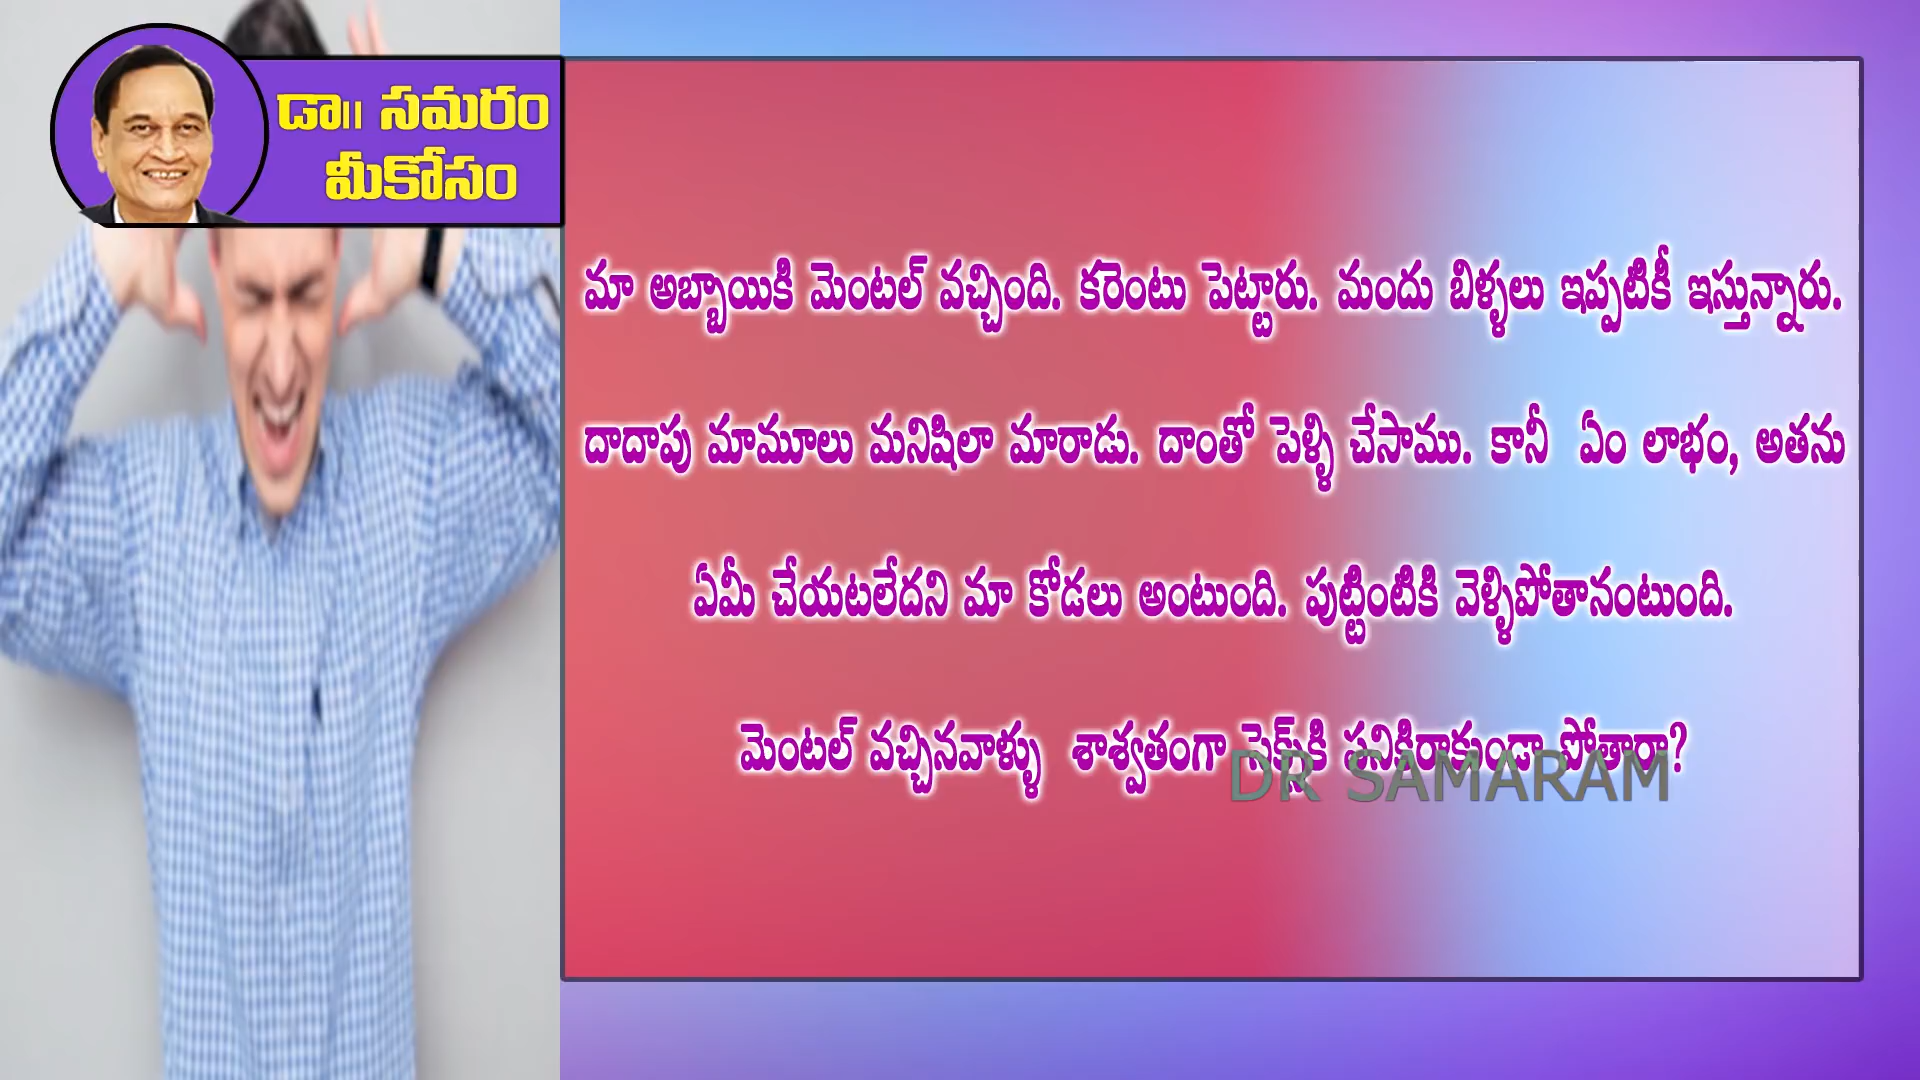 డా॥ సమరం
మీకోసం
మా అబ్బాయికి మెంటల్ వచ్చింది. కరెంటు పెట్టారు. మందు బిళ్ళలు ఇప్పటికీ ఇస్తున్నారు.
దాదాపు మామూలు మనిషిలా మారాడు. దాంతో పెళ్ళి చేసాము. కానీ ఏం లాభం, అతను
ఏమీ చేయటలేదని మా కోడలు అంటుంది. పుట్టింటికి వెళ్ళిపోతానంటుంది.
మెంటల్ వచ్చినవాళ్ళు శాశ్వతంగా సెక్స్‌కి పనికిరాకుండా పోతారా?
DR SAMARAM